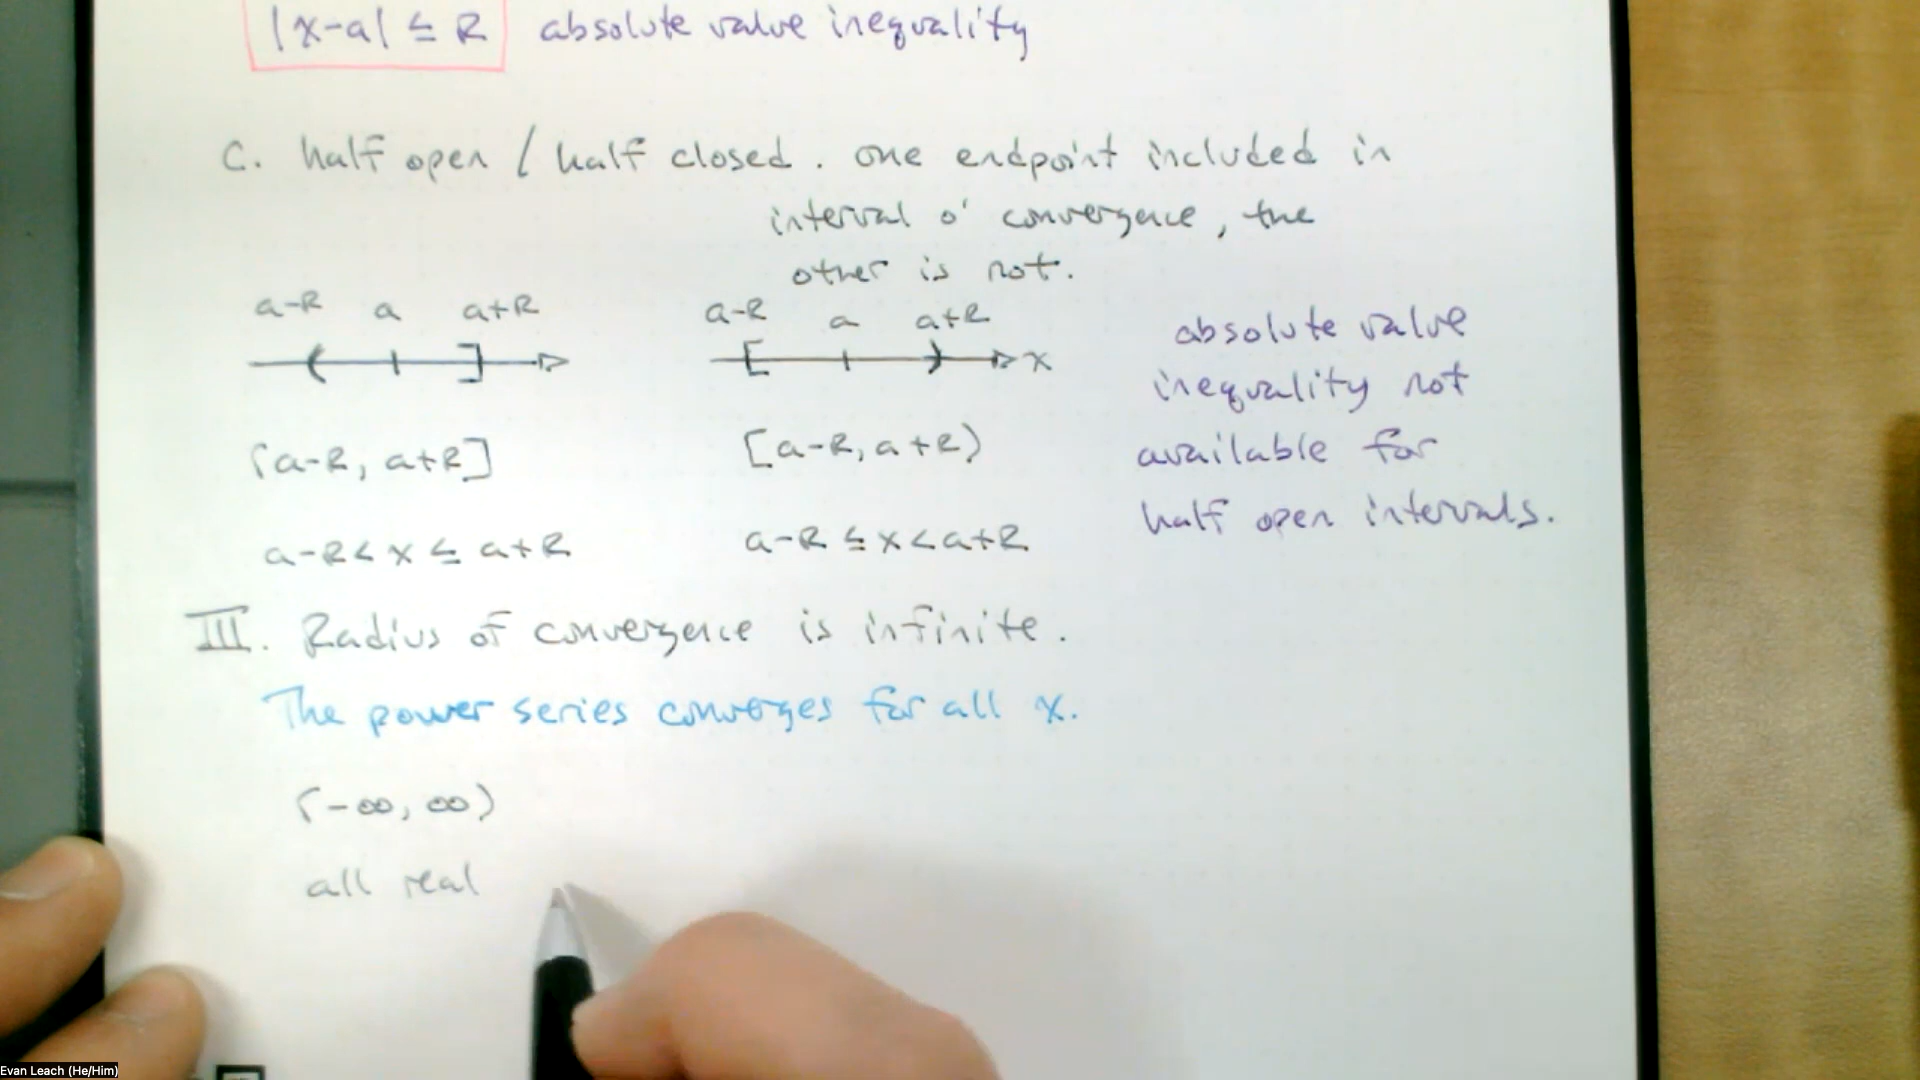 |x-a| ≤ R absolute value inequality
C. half open / half closed. one endpoint included in
interval o' convergence, the
other is not.
a-R a a+R
a-R a a+R
x
(a-R, a+R]
[a-R, a+R)
a-R < x ≤ a+R
a-R ≤ x < a+R
absolute value
inequality not
available for
half open intervals.
III. Radius of convergence is infinite.
The power series converges for all x.
(-∞, ∞)
all real
Evan Leach (He/Him)